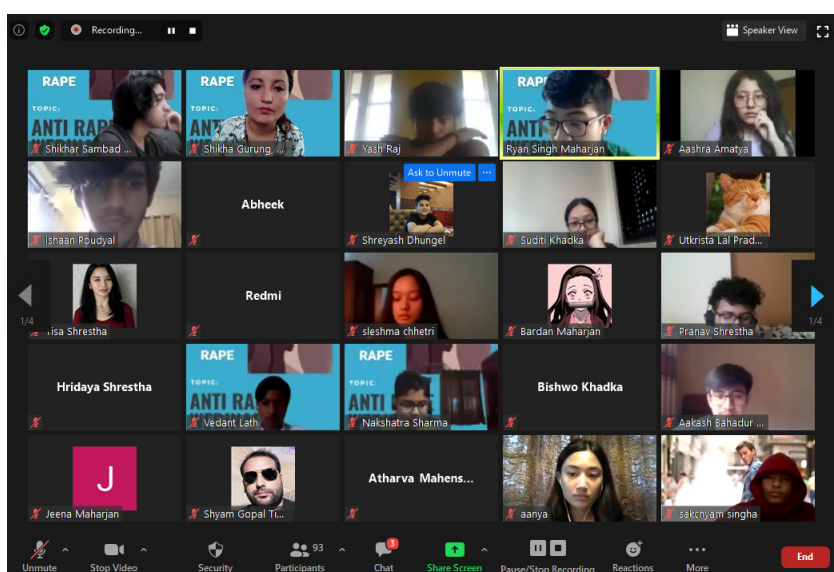 Recording...
Speaker View
RAPE
TOPIC:
ANTI RAP
Shikhar Sambad ...
RAPE
TOPIC:
ANT
Shikha Gurung, ...
Yash Raj
RAP
TOPIC:
ANTI
Ryan Singh Maharjan
Aashra Amatya
Ishaan Poudyal
Abheek
Ask to Unmute ...
Shreyash Dhungel
Suditi Khadka
Utkrista Lal Prad...
1/4
Tisa Shrestha
Redmi
sleshma chhetri
Bardan Maharjan
Pranav Shrestha
1/4
Hridaya Shrestha
RAPE
TOPIC:
ANTI RA
Vedant Lath
RAPE
TOPIC:
ANTI
Nakshatra Sharma
Bishwo Khadka
Aakash Bahadur ...
J
Jeena Maharjan
Shyam Gopal Ti...
Atharva Mahens...
aanya
sakchyam singha
Unmute
Stop Video
Security
93
Participants
3
Chat
Share Screen
Pause/Stop Recording
Reactions
More
End